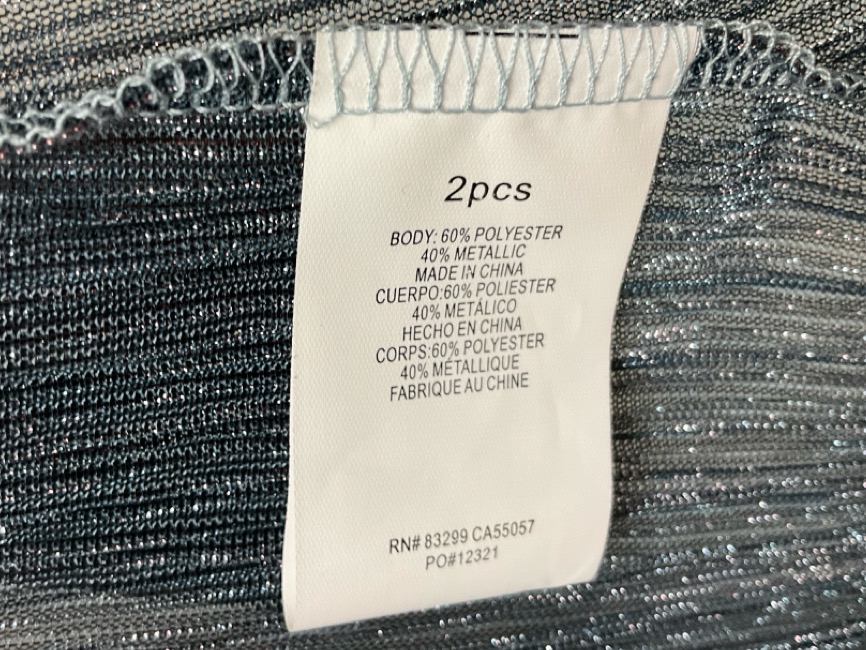 2pcs
BODY: 60% POLYESTER
40% METALLIC
MADE IN CHINA
CUERPO:60% POLIESTER
40% METÁLICO
HECHO EN CHINA
CORPS:60% POLYESTER
40% MÉTALLIQUE
FABRIQUE AU CHINE
RN# 83299 CA55057
PO#12321